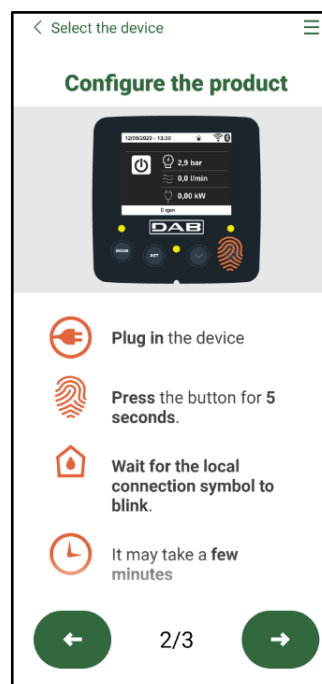 Select the device
Configure the product
12/05/2020 - 13:38
2,9 bar
0,0 l/min
0,00 kW
0 rpm
DAB
MODE
SET
Plug in the device
Press the button for 5
seconds.
Wait for the local
connection symbol to
blink.
It may take a few
minutes
2/3